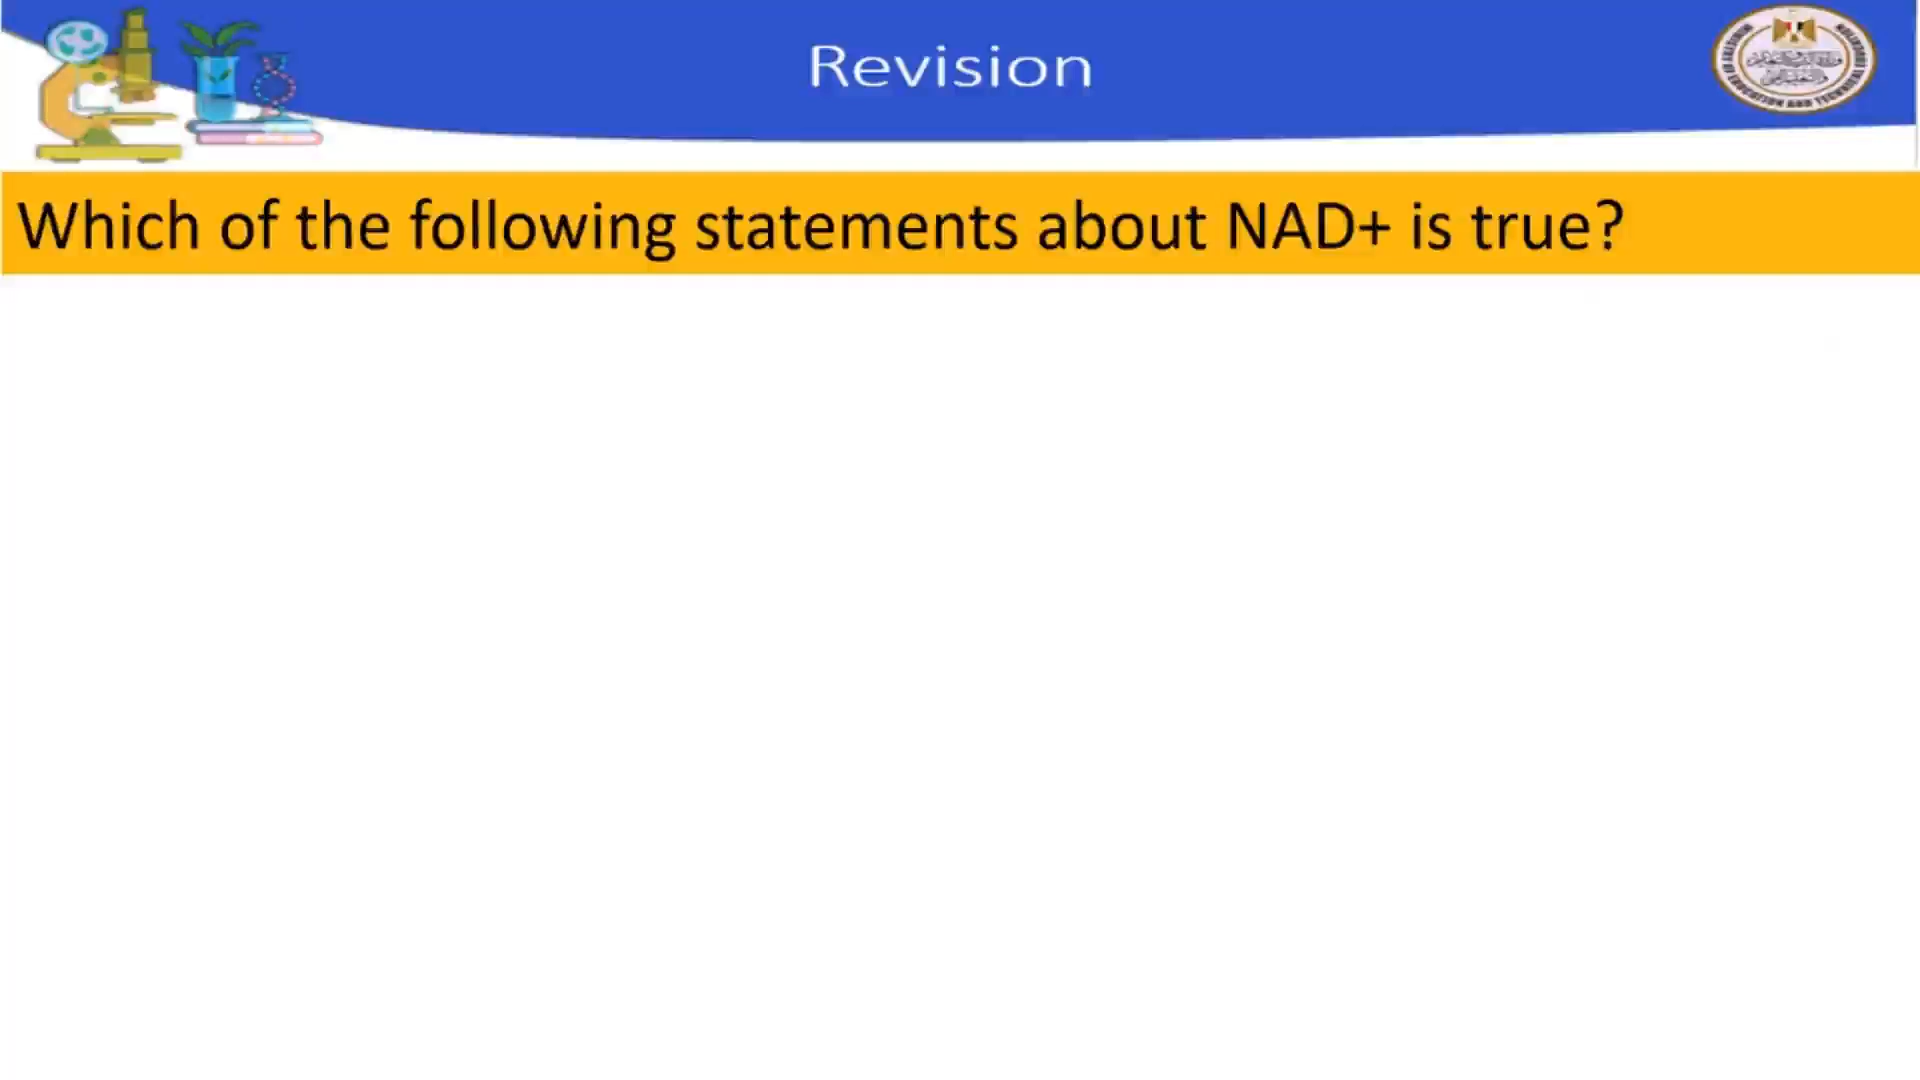 Revision
Which of the following statements about NAD+ is true?